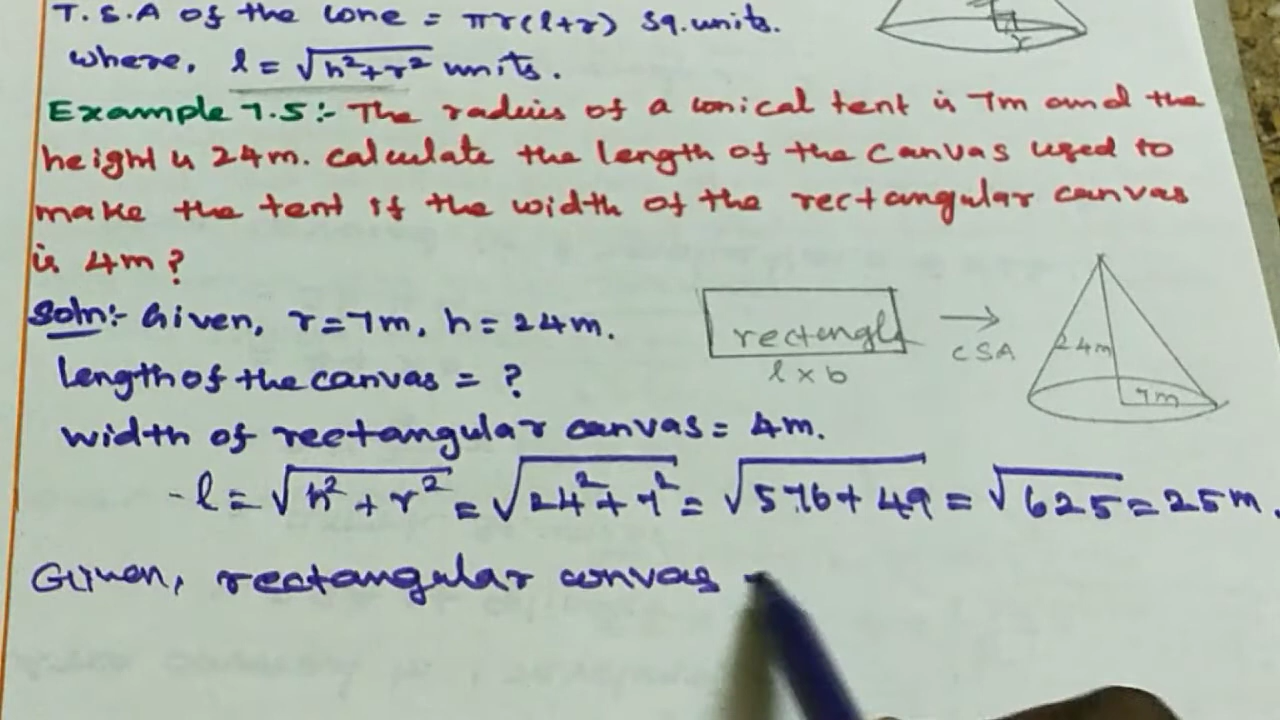 T.S.A of the cone = πr(l+r) sq.units.
r
where, l = √h²+r² units.
Example 7.5:- The radius of a conical tent is 7m and the
height is 24m. calculate the length of the canvas used to
make the tent if the width of the rectangular canvas
is 4m?
Soln:- Given, r=7m, h=24m.
rectangle
l×b
→
CSA
24m
7m
length of the canvas = ?
width of rectangular canvas = 4m.
l = √h²+r² = √24²+7² = √576+49 = √625 = 25m.
Given, rectangular canvas